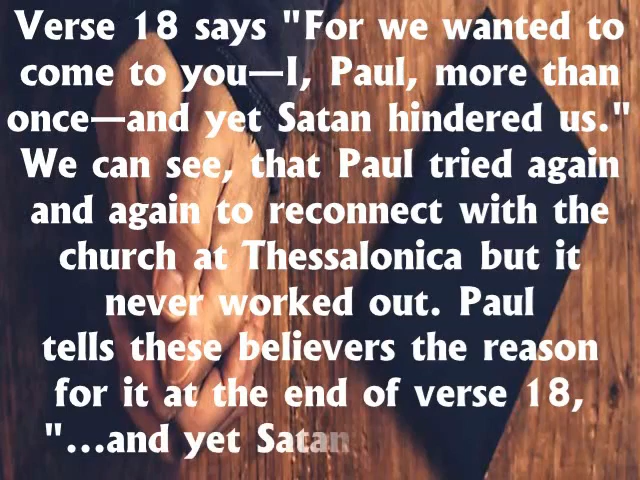 Verse 18 says "For we wanted to
come to you—I, Paul, more than
once—and yet Satan hindered us."
We can see, that Paul tried again
and again to reconnect with the
church at Thessalonica but it
never worked out. Paul
tells these believers the reason
for it at the end of verse 18,
"...and yet Satan